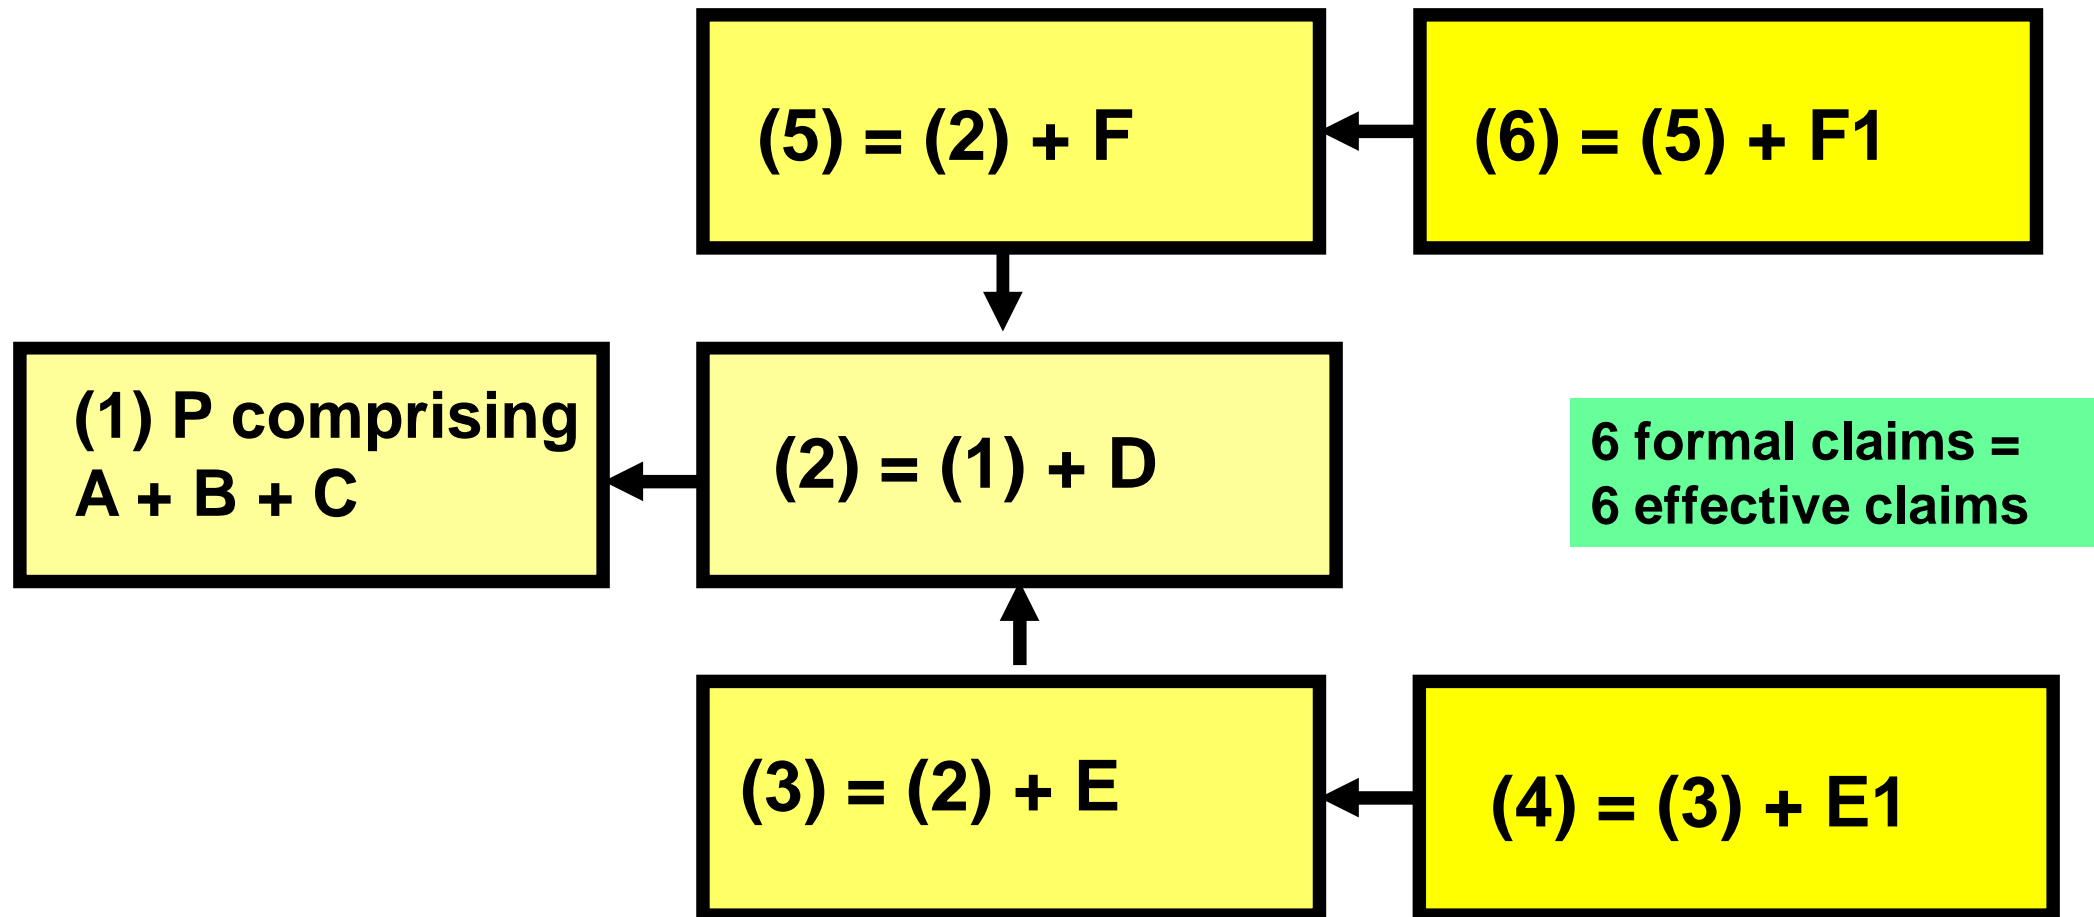 (5) = (2) + F
(6) = (5) + F1
(1) P comprising
A + B + C
(2) = (1) + D
6 formal claims =
6 effective claims
(3) = (2) + E
(4) = (3) + E1